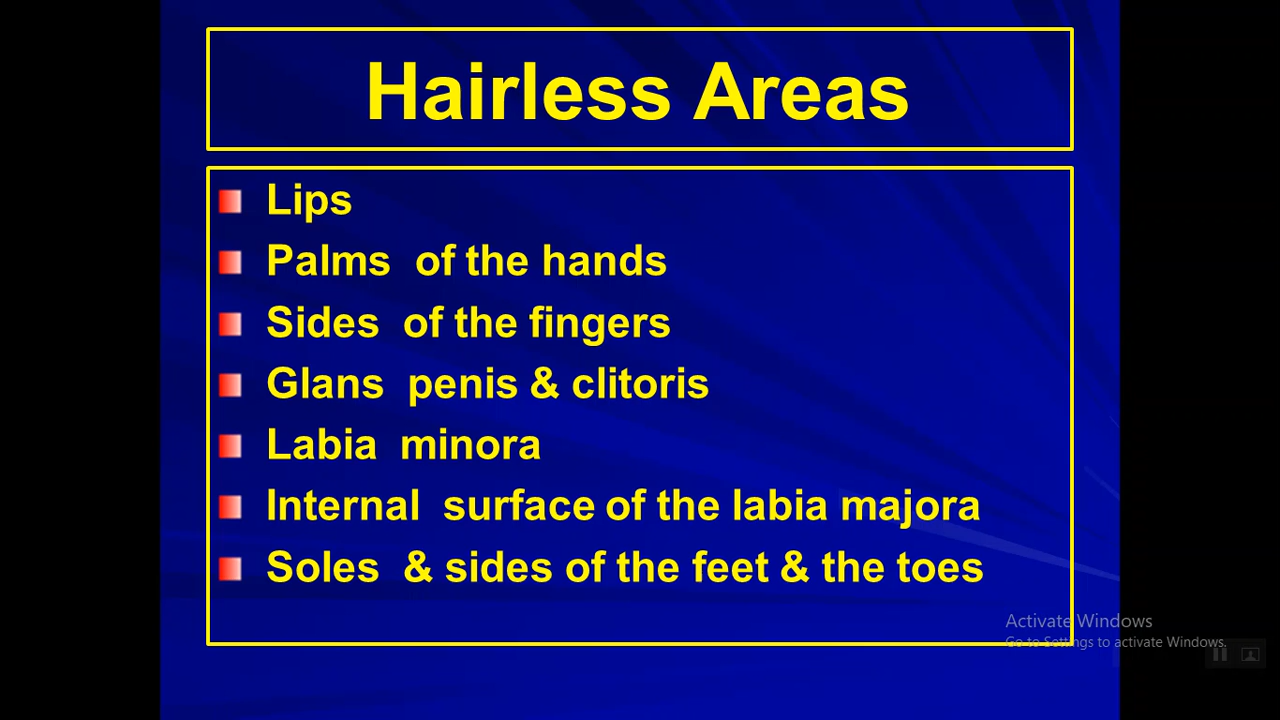 Hairless Areas
Lips
Palms of the hands
Sides of the fingers
Glans penis & clitoris
Labia minora
Internal surface of the labia majora
Soles & sides of the feet & the toes
Activate Windows
Go to Settings to activate Windows.